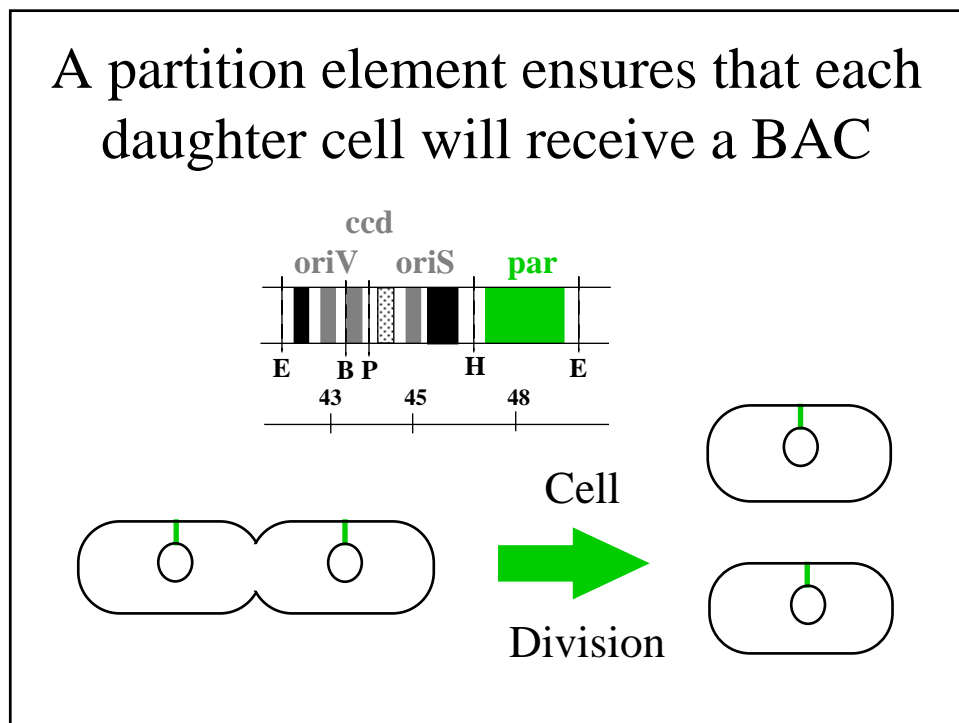 A partition element ensures that each
daughter cell will receive a BAC
ccd
oriV oriS par
E B P H E
43 45 48
Cell
Division